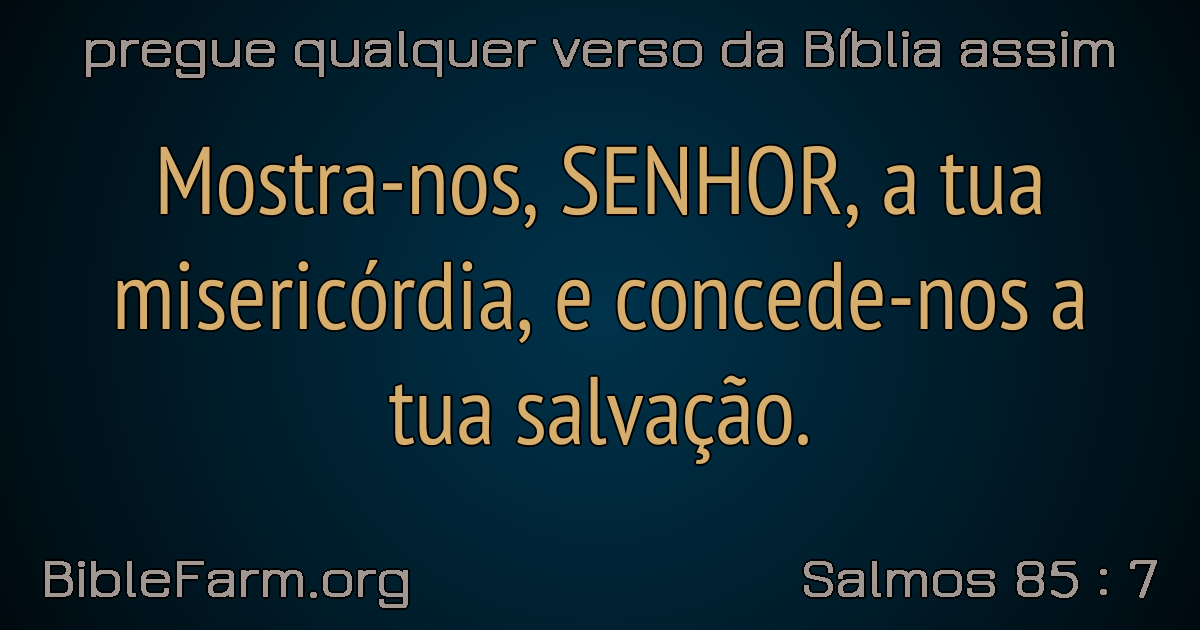 pregue qualquer verso da Bíblia assim
Mostra-nos, SENHOR, a tua
misericórdia, e concede-nos a
tua salvação.
BibleFarm.org
Salmos 85 : 7